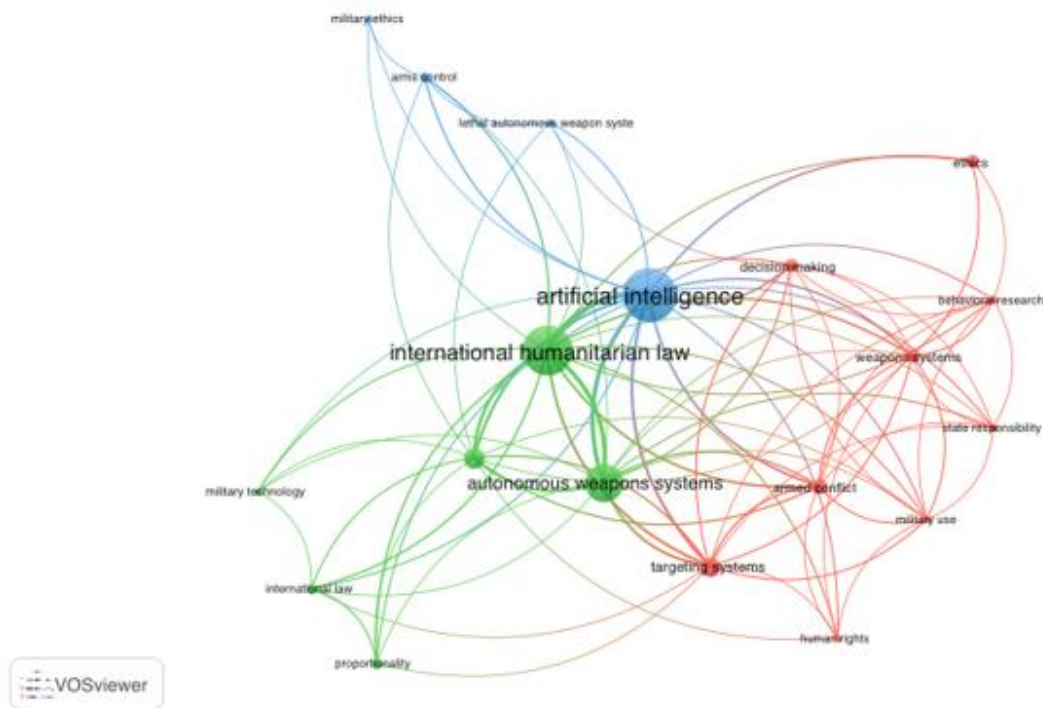 military ethics
arms control
lethal autonomous weapon syste
ethics
decision making
artificial intelligence
behavioral research
international humanitarian law
weapons systems
state responsibility
autonomous weapons systems
armed conflict
military technology
military use
targeting systems
international law
human rights
proportionality
VOSviewer